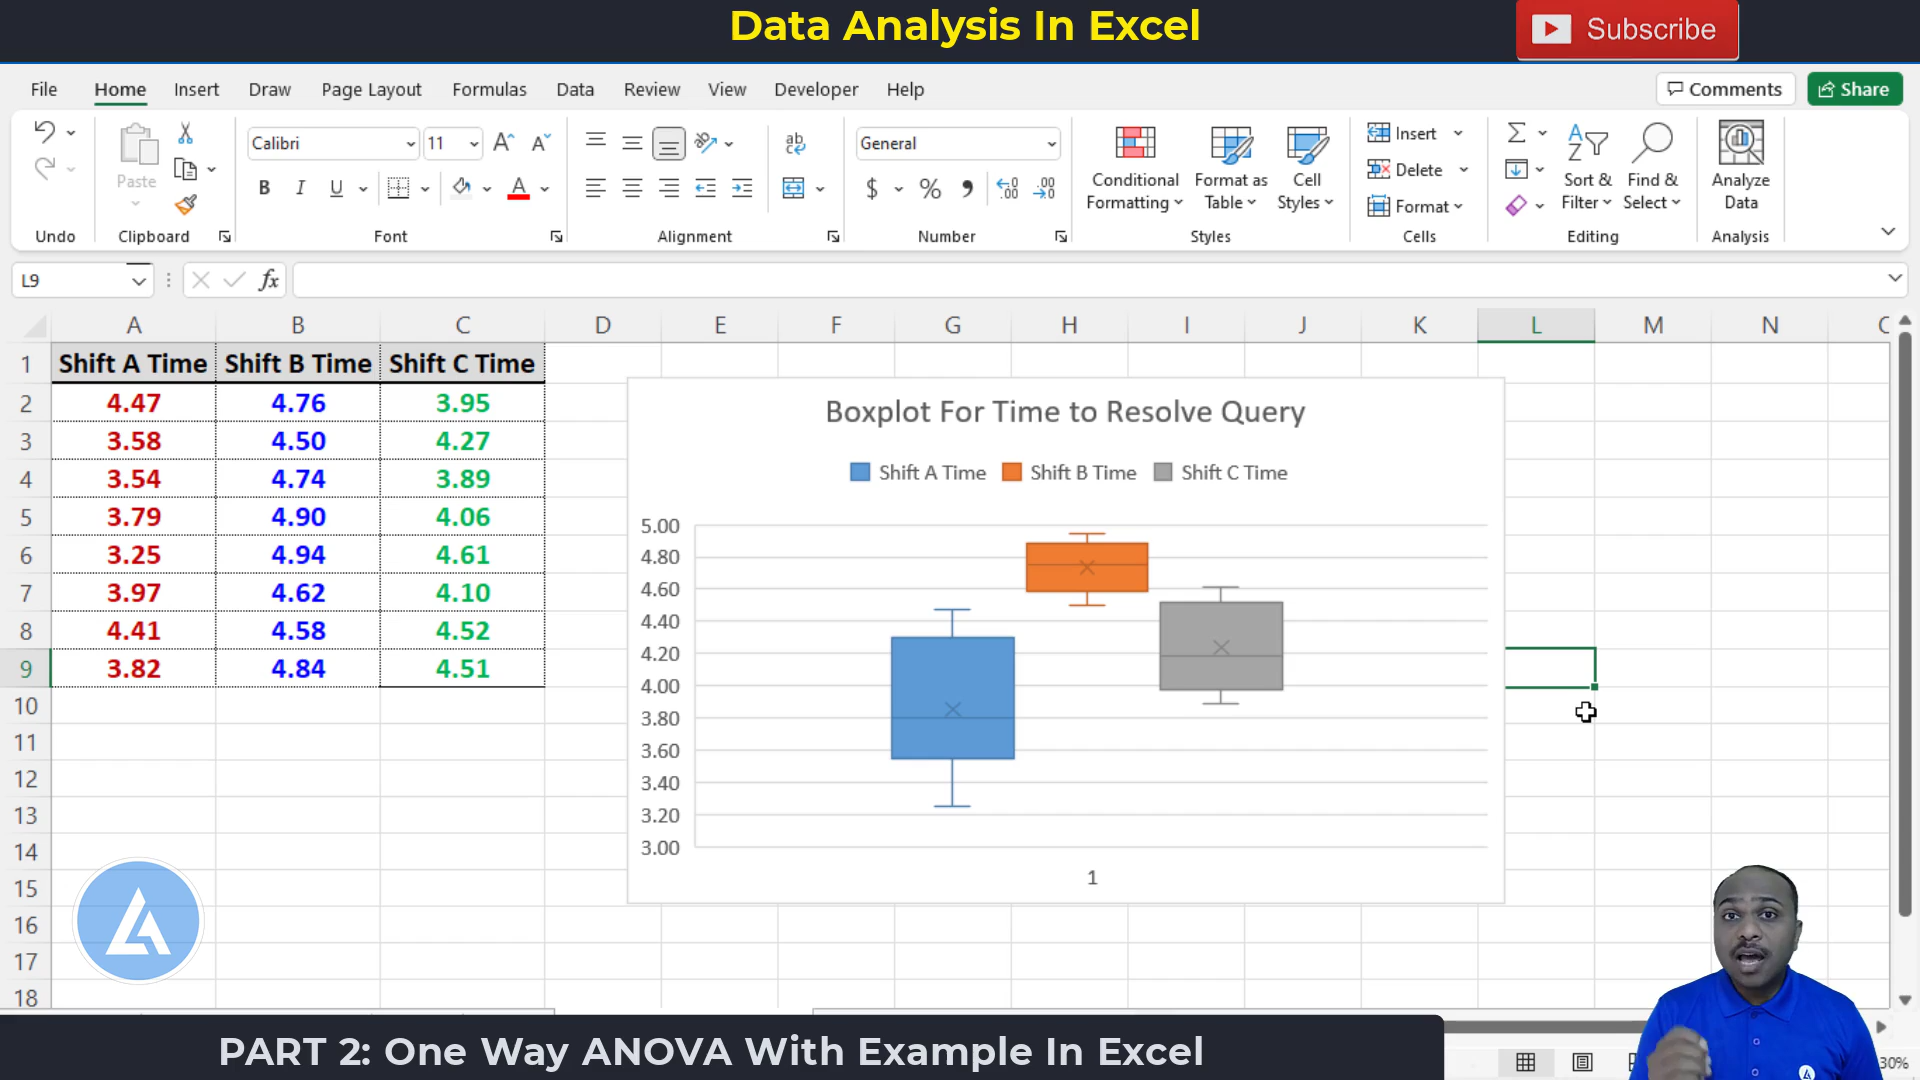 Data Analysis In Excel
Subscribe
File Home Insert Draw Page Layout Formulas Data Review View Developer Help
Comments Share
Paste
Calibri 11
General
Conditional Formatting
Format as Table
Cell Styles
Insert
Delete
Format
Sort & Filter
Find & Select
Analyze Data
Undo Clipboard Font Alignment Number Styles Cells Editing Analysis
L9 fx
A B C D E F G H I J K L M N
1 Shift A Time Shift B Time Shift C Time
2 4.47 4.76 3.95
3 3.58 4.50 4.27
4 3.54 4.74 3.89
5 3.79 4.90 4.06
6 3.25 4.94 4.61
7 3.97 4.62 4.10
8 4.41 4.58 4.52
9 3.82 4.84 4.51
10
11
12
13
14
15
16
17
18
Boxplot For Time to Resolve Query
Shift A Time Shift B Time Shift C Time
5.00
4.80
4.60
4.40
4.20
4.00
3.80
3.60
3.40
3.20
3.00
1
PART 2: One Way ANOVA With Example In Excel
30%